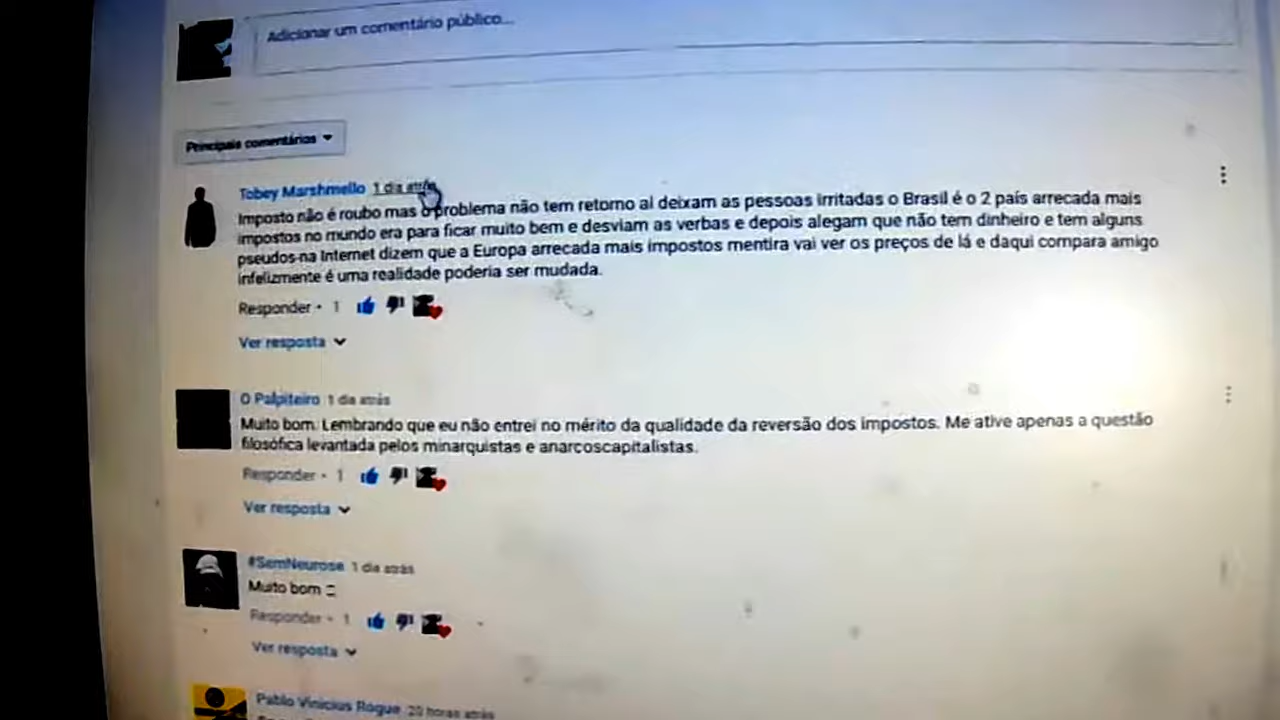 Adicionar um comentário público...
Principais comentários
Tobey Marshmello 1 dia atrás
Imposto não é roubo mas o problema não tem retorno aí deixam as pessoas irritadas o Brasil é o 2 país arrecada mais
impostos no mundo era para ficar muito bem e desviam as verbas e depois alegam que não tem dinheiro e tem alguns
pseudos-na Internet dizem que a Europa arrecada mais impostos mentira vai ver os preços de lá e daqui compara amigo
infelizmente é uma realidade poderia ser mudada.
Responder • 1
Ver resposta
O Palpiteiro 1 dia atrás
Muito bom. Lembrando que eu não entrei no mérito da qualidade da reversão dos impostos. Me ative apenas a questão
filosófica levantada pelos minarquistas e anarcoscapitalistas.
Responder • 1
Ver resposta
#SemNeurose 1 dia atrás
Muito bom
Responder • 1
Ver resposta
Pablo Vinicius Rogue 20 horas atrás